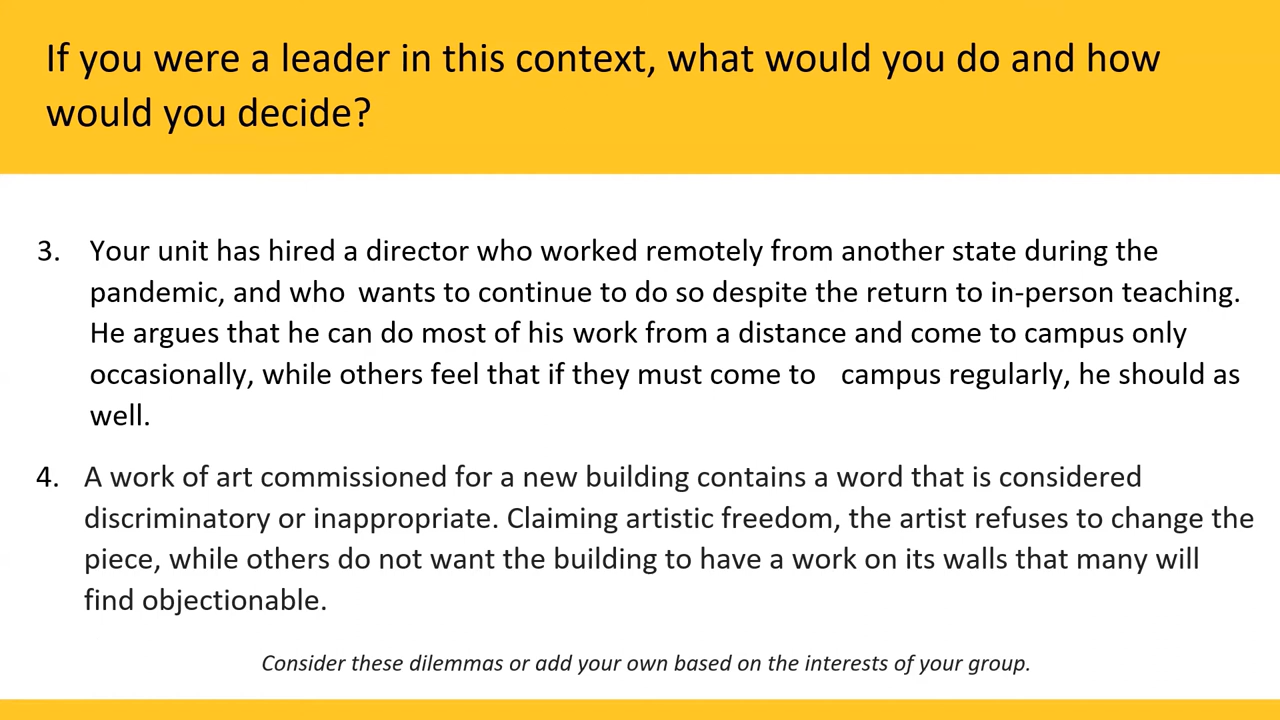 If you were a leader in this context, what would you do and how
would you decide?
3. Your unit has hired a director who worked remotely from another state during the
pandemic, and who wants to continue to do so despite the return to in-person teaching.
He argues that he can do most of his work from a distance and come to campus only
occasionally, while others feel that if they must come to campus regularly, he should as
well.
4. A work of art commissioned for a new building contains a word that is considered
discriminatory or inappropriate. Claiming artistic freedom, the artist refuses to change the
piece, while others do not want the building to have a work on its walls that many will
find objectionable.
Consider these dilemmas or add your own based on the interests of your group.